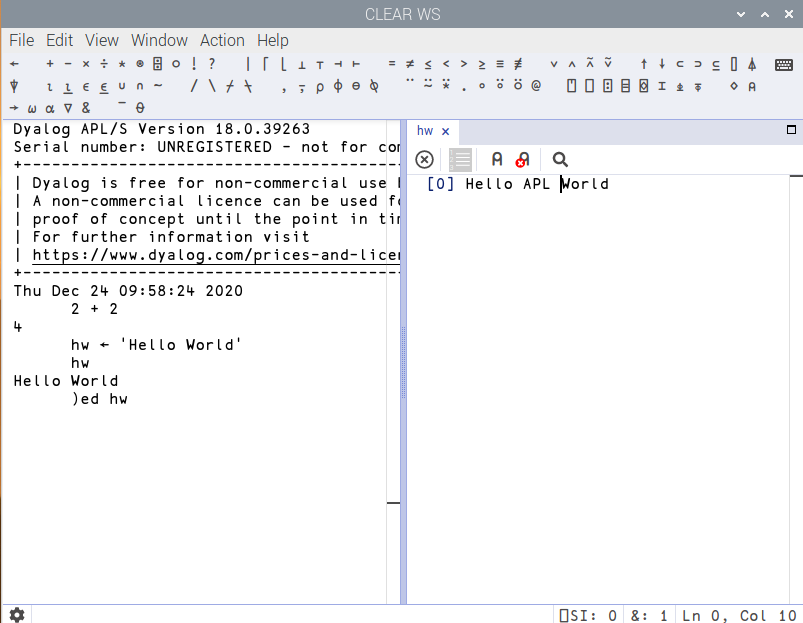 CLEAR WS
File Edit View Window Action Help
← + - × ÷ * ⍟ ⌹ ○ ! ? | ⌈ ⌊ ⊥ ⊤ ⊣ ⊢ = ≠ ≤ < > ≥ ≡ ≢ ∨ ∧ ⍲ ⍱ ↑ ↓ ⊂ ⊃ ⊆ ⌷ ⍋
⍒ ⍳ ⍸ ∊ ⍷ ∪ ∩ ~ / \ ⌿ ⍀ , ⍪ ⍴ ⌽ ⊖ ⍉ ¨ ⍨ ⍣ . ∘ ⍤ ⍥ @ ⍞ ⎕ ⍠ ⌸ ⌺ ⌶ ⍎ ⍕ ⋄ ⍝
→ ⍵ ⍺ ∇ & ¯ ⍬
Dyalog APL/S Version 18.0.39263
Serial number: UNREGISTERED - not for com
| Dyalog is free for non-commercial use
| A non-commercial licence can be used fo
| proof of concept until the point in tim
| For further information visit
| https://www.dyalog.com/prices-and-licen
Thu Dec 24 09:58:24 2020
2 + 2
4
hw ← 'Hello World'
hw
Hello World
)ed hw
hw ×
⍝ ⍝
[0] Hello APL World
⎕SI: 0 &: 1 Ln 0, Col 10